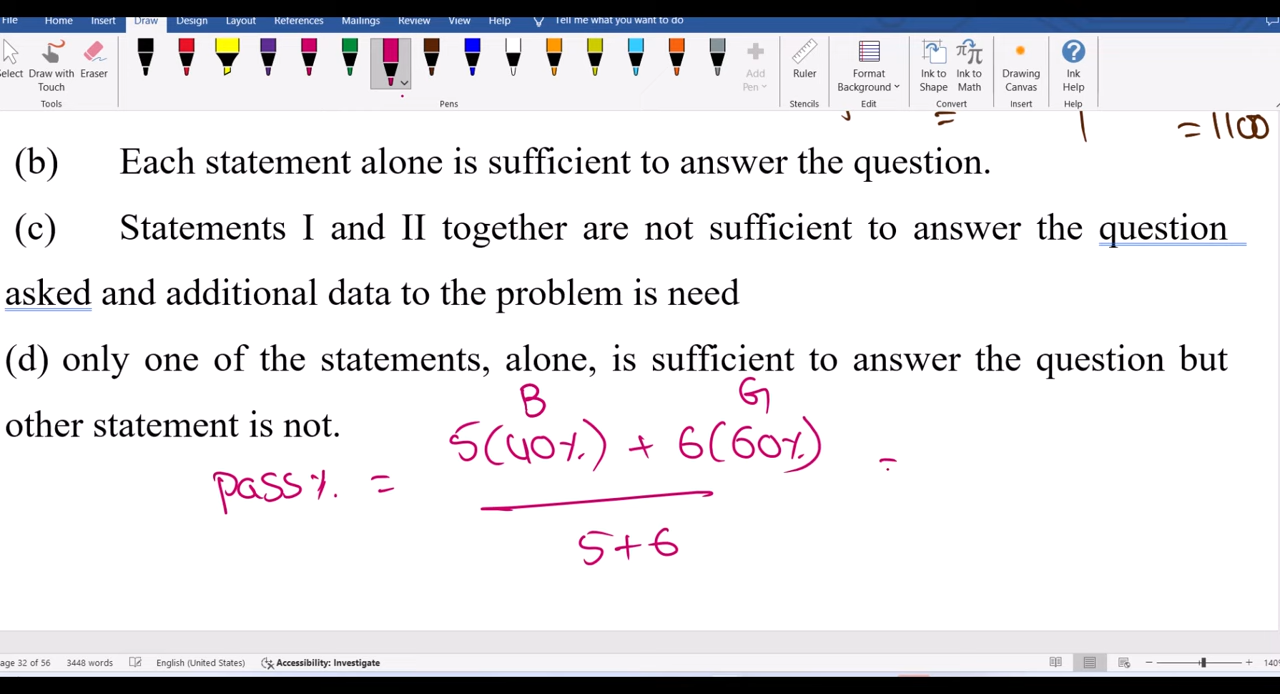 File Home Insert Draw Design Layout References Mailings Review View Help Tell me what you want to do
Select Draw with Touch Eraser Add Pen Ruler Format Background Ink to Shape Ink to Math Drawing Canvas Ink Help
Tools Pens Stencils Edit Convert Insert Help
= 1100
(b) Each statement alone is sufficient to answer the question.
(c) Statements I and II together are not sufficient to answer the question
asked and additional data to the problem is need
(d) only one of the statements, alone, is sufficient to answer the question but
other statement is not.
B G
pass%. = 5(40%.) + 6(60%.) =
5+6
age 32 of 56 3448 words English (United States) Accessibility: Investigate 140%